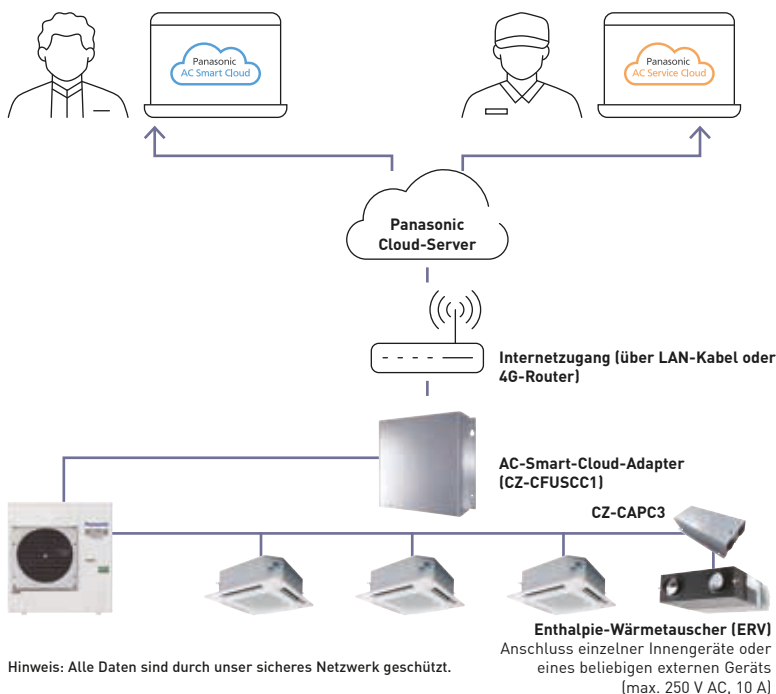 Panasonic
AC Smart Cloud
Panasonic
AC Service Cloud
Panasonic
Cloud-Server
Internetzugang (über LAN-Kabel oder
4G-Router)
AC-Smart-Cloud-Adapter
(CZ-CFUSCC1)
CZ-CAPC3
Panasonic
Enthalpie-Wärmetauscher (ERV)
Anschluss einzelner Innengeräte oder
eines beliebigen externen Geräts
(max. 250 V AC, 10 A)
Hinweis: Alle Daten sind durch unser sicheres Netzwerk geschützt.